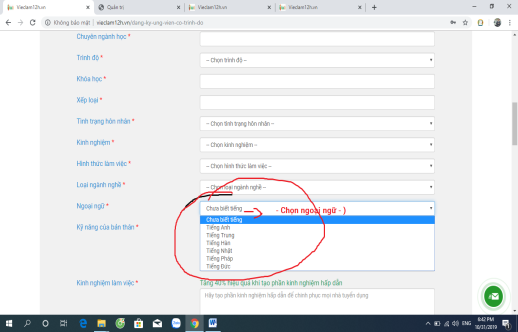 Vieclam12h.vn
Quản trị
Vieclam12h.vn
Vieclam12h.vn
Không bảo mật | vieclam12h.vn/dang-ky-ung-vien-co-trinh-do
Chuyên ngành học *
Trình độ *
-- Chọn trình độ --
Khóa học *
Xếp loại *
Tình trạng hôn nhân *
-- Chọn tình trạng hôn nhân --
Kinh nghiệm *
-- Chọn kinh nghiệm --
Hình thức làm việc *
-- Chọn hình thức làm việc --
Loại ngành nghề *
-- Chọn loại ngành nghề --
Ngoại ngữ *
Chưa biết tiếng
- Chọn ngoại ngữ - )
Chưa biết tiếng
Tiếng Anh
Tiếng Trung
Tiếng Hàn
Tiếng Nhật
Tiếng Pháp
Tiếng Đức
Kỹ năng của bản thân *
Kinh nghiệm làm việc *
Tăng 40% hiệu quả khi tạo phần kinh nghiệm hấp dẫn
Hãy tạo phần kinh nghiệm hấp dẫn để chinh phục mọi nhà tuyển dụng
ENG
8:42 PM
10/31/2019